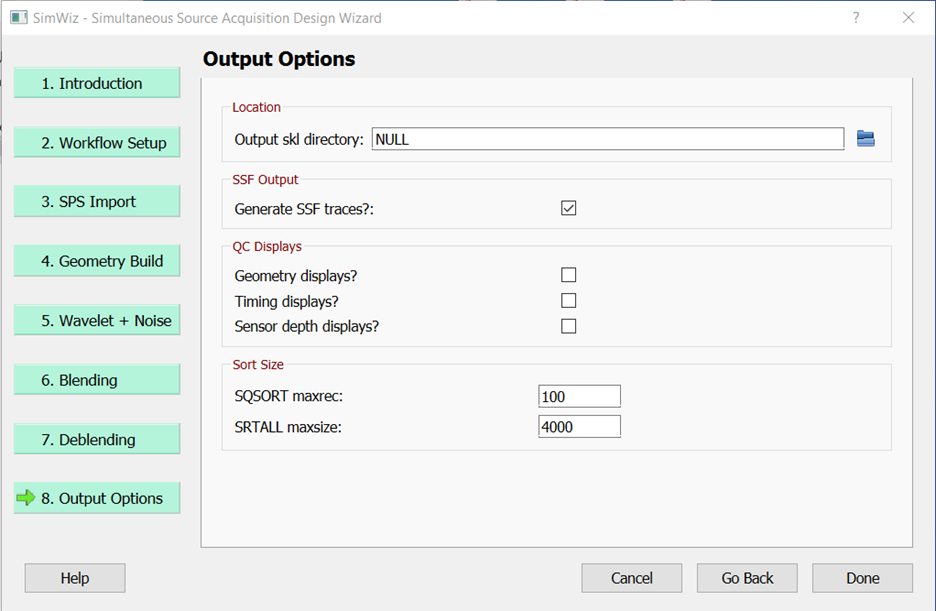 SimWiz - Simultaneous Source Acquisition Design Wizard
?
Output Options
1. Introduction
2. Workflow Setup
3. SPS Import
4. Geometry Build
5. Wavelet + Noise
6. Blending
7. Deblending
8. Output Options
Location
Output skl directory: NULL
SSF Output
Generate SSF traces?:
QC Displays
Geometry displays?
Timing displays?
Sensor depth displays?
Sort Size
SQSORT maxrec: 100
SRTALL maxsize: 4000
Help Cancel Go Back Done